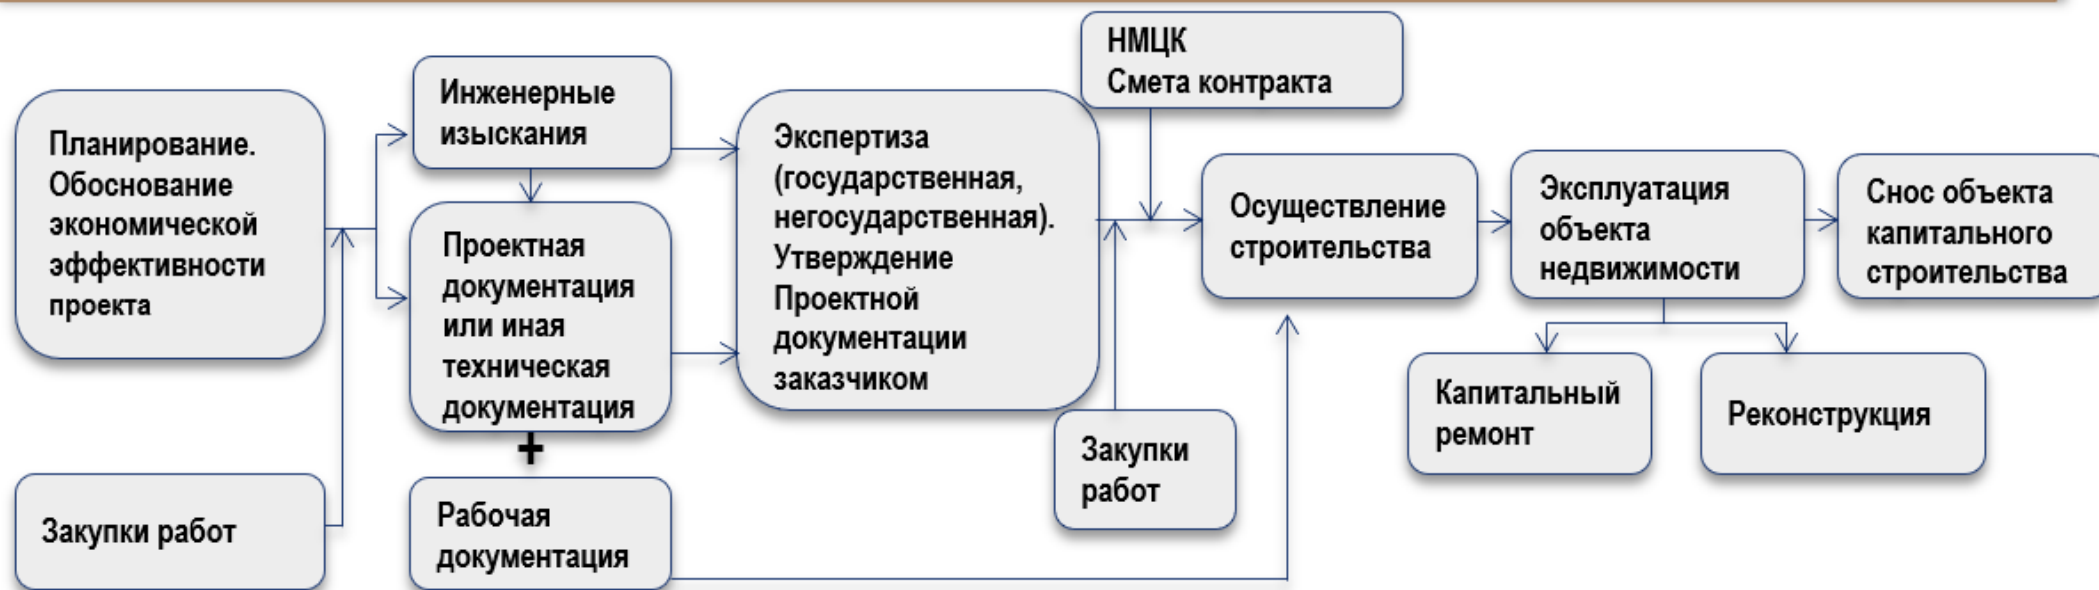 Планирование.
Обоснование
экономической
эффективности
проекта
Закупки работ
Инженерные
изыскания
Проектная
документация
или иная
техническая
документация
+
Рабочая
документация
Экспертиза
(государственная,
негосударственная).
Утверждение
Проектной
документации
заказчиком
НМЦК
Смета контракта
Закупки
работ
Осуществление
строительства
Эксплуатация
объекта
недвижимости
Капитальный
ремонт
Реконструкция
Снос объекта
капитального
строительства